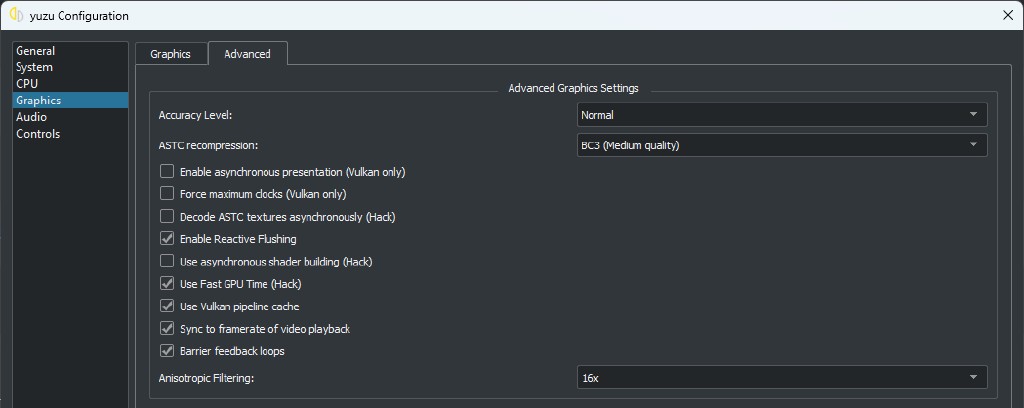 yuzu Configuration
General
System
CPU
Graphics
Audio
Controls
Graphics
Advanced
Advanced Graphics Settings
Accuracy Level:
Normal
ASTC recompression:
BC3 (Medium quality)
Enable asynchronous presentation (Vulkan only)
Force maximum clocks (Vulkan only)
Decode ASTC textures asynchronously (Hack)
Enable Reactive Flushing
Use asynchronous shader building (Hack)
Use Fast GPU Time (Hack)
Use Vulkan pipeline cache
Sync to framerate of video playback
Barrier feedback loops
Anisotropic Filtering:
16x